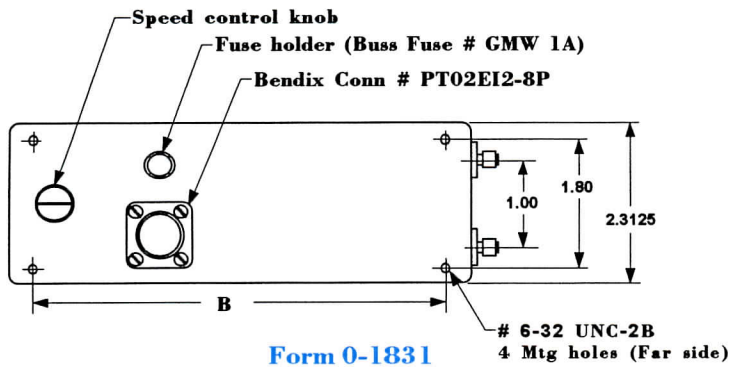 Speed control knob
Fuse holder (Buss Fuse # GMW 1A)
Bendix Conn # PT02EI2-8P
1.00
1.80
2.3125
B
# 6-32 UNC-2B
4 Mtg holes (Far side)
Form 0-1831